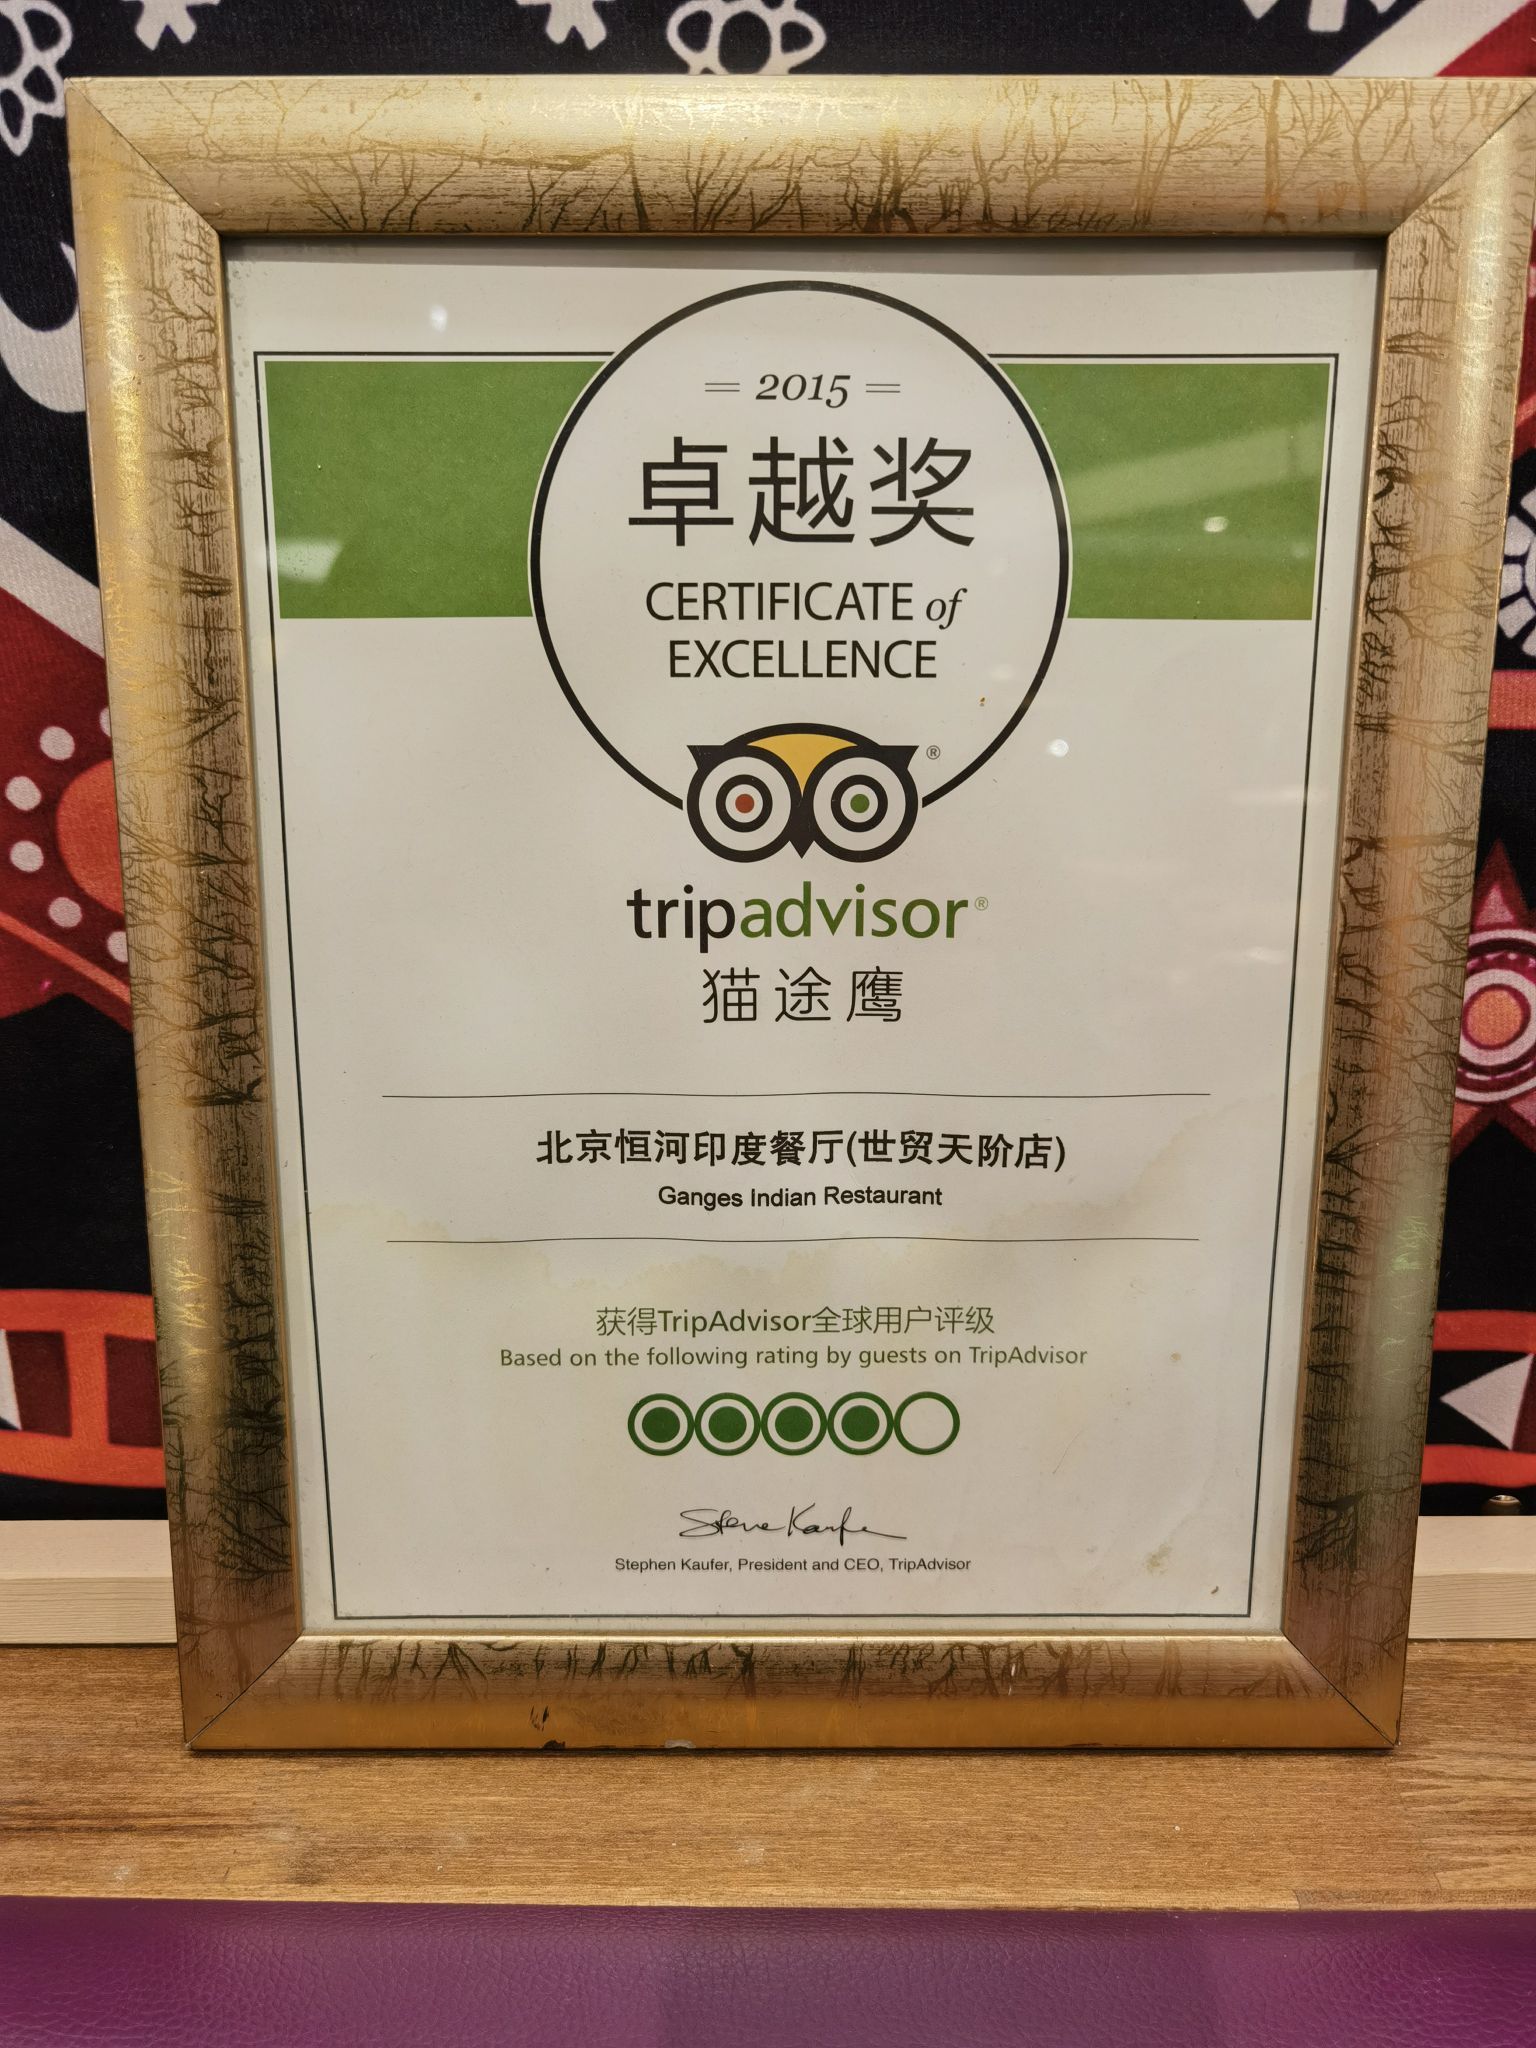 2015
卓越奖
CERTIFICATE of
EXCELLENCE
®
tripadvisor®
猫途鹰
北京恒河印度餐厅(世贸天阶店)
Ganges Indian Restaurant
获得TripAdvisor全球用户评级
Based on the following rating by guests on TripAdvisor
Steve Kaufer
Stephen Kaufer, President and CEO, TripAdvisor